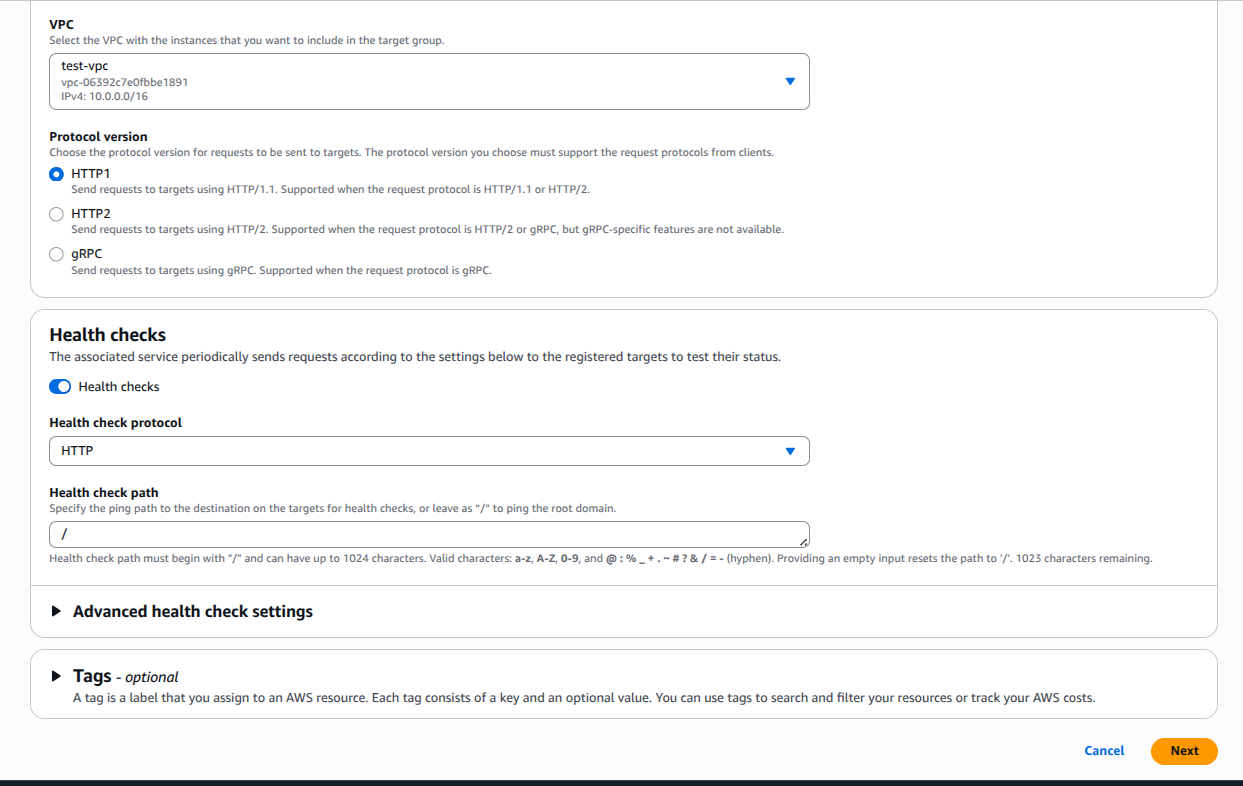 VPC
Select the VPC with the instances that you want to include in the target group.
test-vpc
vpc-06392c7e0fbbe1891
IPv4: 10.0.0.0/16
Protocol version
Choose the protocol version for requests to be sent to targets. The protocol version you choose must support the request protocols from clients.
HTTP1
Send requests to targets using HTTP/1.1. Supported when the request protocol is HTTP/1.1 or HTTP/2.
HTTP2
Send requests to targets using HTTP/2. Supported when the request protocol is HTTP/2 or gRPC, but gRPC-specific features are not available.
gRPC
Send requests to targets using gRPC. Supported when the request protocol is gRPC.
Health checks
The associated service periodically sends requests according to the settings below to the registered targets to test their status.
Health checks
Health check protocol
HTTP
Health check path
Specify the ping path to the destination on the targets for health checks, or leave as "/" to ping the root domain.
/
Health check path must begin with "/" and can have up to 1024 characters. Valid characters: a-z, A-Z, 0-9, and @ : % _ + . ~ # ? & / = - (hyphen). Providing an empty input resets the path to '/'. 1023 characters remaining.
Advanced health check settings
Tags - optional
A tag is a label that you assign to an AWS resource. Each tag consists of a key and an optional value. You can use tags to search and filter your resources or track your AWS costs.
Cancel
Next